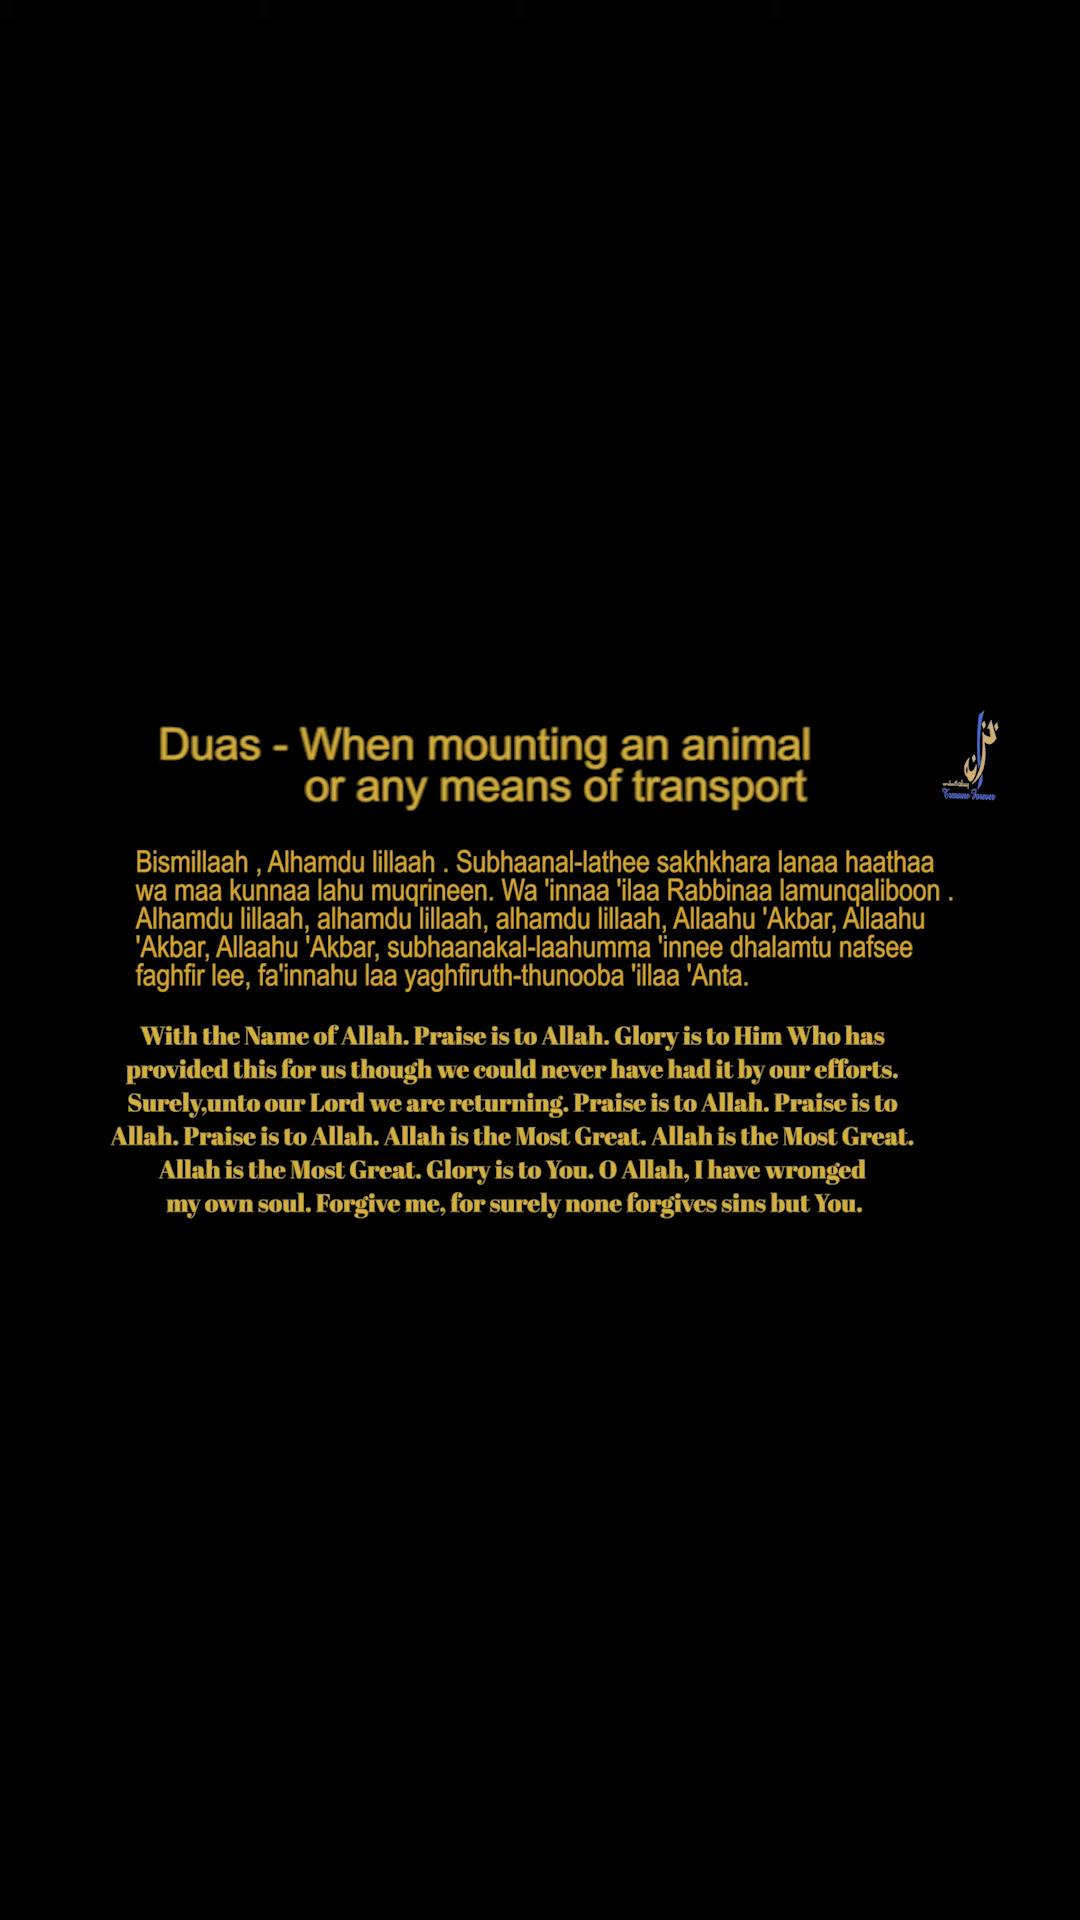 Duas - When mounting an animal
or any means of transport
Bismillaah , Alhamdu lillaah . Subhaanal-lathee sakhkhara lanaa haathaa
wa maa kunnaa lahu muqrineen. Wa 'innaa 'ilaa Rabbinaa lamunqaliboon .
Alhamdu lillaah, alhamdu lillaah, alhamdu lillaah, Allaahu 'Akbar, Allaahu
'Akbar, Allaahu 'Akbar, subhaanakal-laahumma 'innee dhalamtu nafsee
faghfir lee, fa'innahu laa yaghfiruth-thunooba 'illaa 'Anta.
With the Name of Allah. Praise is to Allah. Glory is to Him Who has
provided this for us though we could never have had it by our efforts.
Surely,unto our Lord we are returning. Praise is to Allah. Praise is to
Allah. Praise is to Allah. Allah is the Most Great. Allah is the Most Great.
Allah is the Most Great. Glory is to You. O Allah, I have wronged
my own soul. Forgive me, for surely none forgives sins but You.